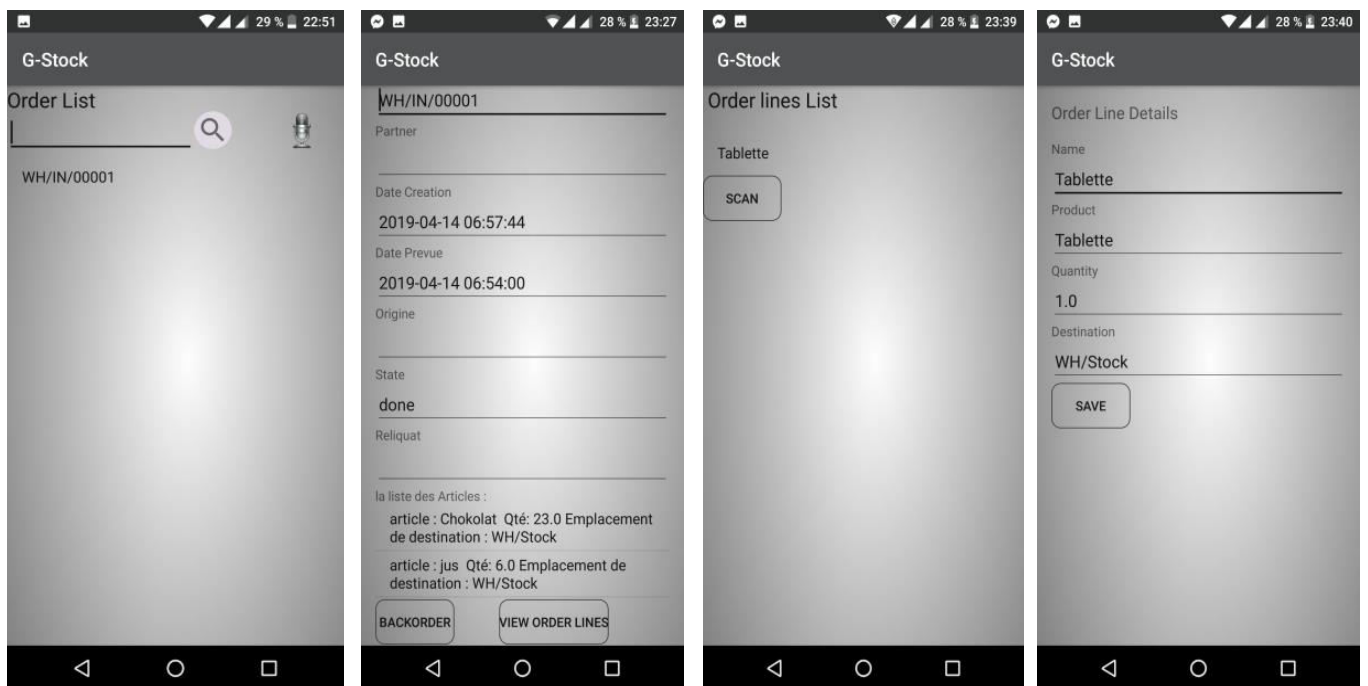 29 % 22:51
G-Stock
Order List
WH/IN/00001
28 % 23:27
G-Stock
WH/IN/00001
Partner
Date Creation
2019-04-14 06:57:44
Date Prevue
2019-04-14 06:54:00
Origine
State
done
Reliquat
la liste des Articles :
article : Chokolat Qté: 23.0 Emplacement
de destination : WH/Stock
article : jus Qté: 6.0 Emplacement de
destination : WH/Stock
BACKORDER VIEW ORDER LINES
28 % 23:39
G-Stock
Order lines List
Tablette
SCAN
28 % 23:40
G-Stock
Order Line Details
Name
Tablette
Product
Tablette
Quantity
1.0
Destination
WH/Stock
SAVE